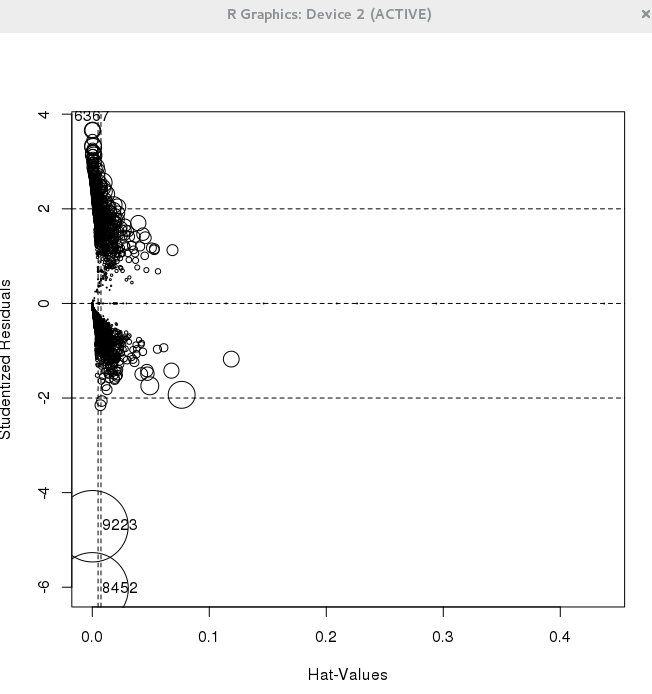 R Graphics: Device 2 (ACTIVE)
×
6367
4
2
0
-2
-4
-6
Studentized Residuals
9223
8452
0.0 0.1 0.2 0.3 0.4
Hat-Values